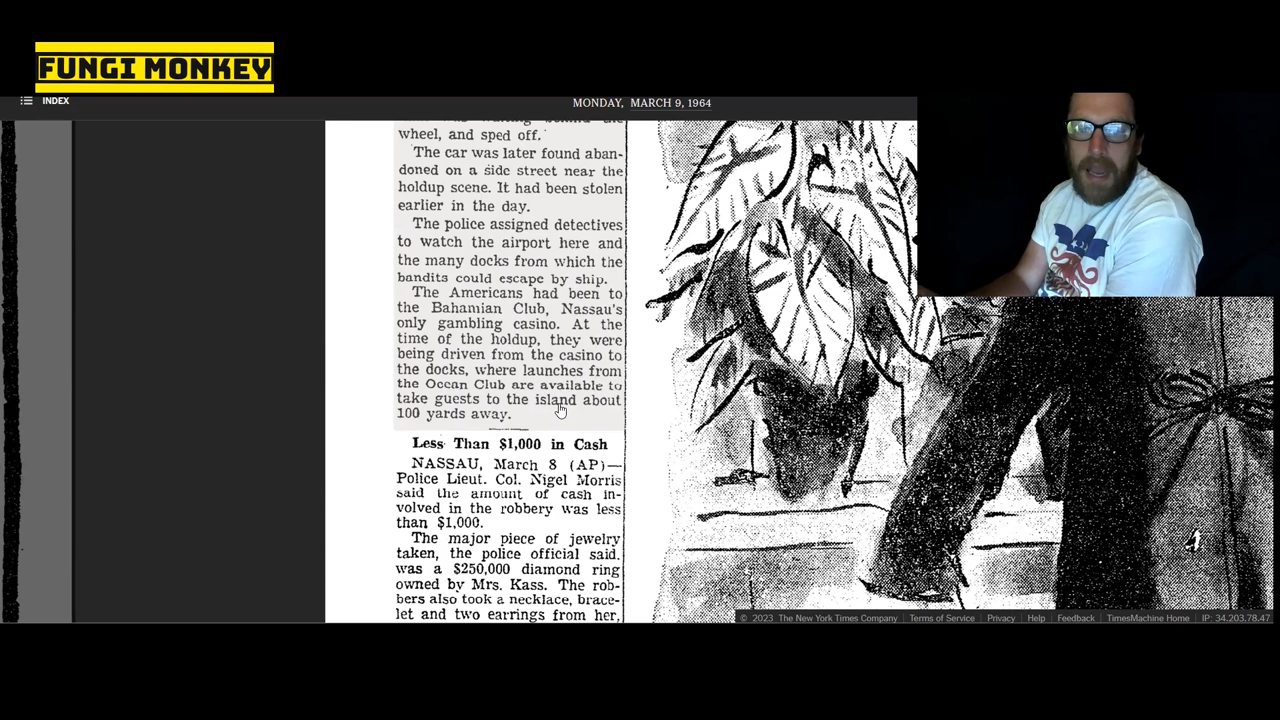 FUNGI MONKEY
INDEX
MONDAY, MARCH 9, 1964
wheel, and sped off.
The car was later found aban-
doned on a side street near the
holdup scene. It had been stolen
earlier in the day.
The police assigned detectives
to watch the airport here and
the many docks from which the
bandits could escape by ship.
The Americans had been to
the Bahamian Club, Nassau's
only gambling casino. At the
time of the holdup, they were
being driven from the casino to
the docks, where launches from
the Ocean Club are available to
take guests to the island about
100 yards away.
Less Than $1,000 in Cash
NASSAU, March 8 (AP)—
Police Lieut. Col. Nigel Morris
said the amount of cash in-
volved in the robbery was less
than $1,000.
The major piece of jewelry
taken, the police official said.
was a $250,000 diamond ring
owned by Mrs. Kass. The rob-
bers also took a necklace, brace-
let and two earrings from her,
© 2023 The New York Times Company Terms of Service Privacy Help Feedback TimesMachine Home IP: 34.203.78.47